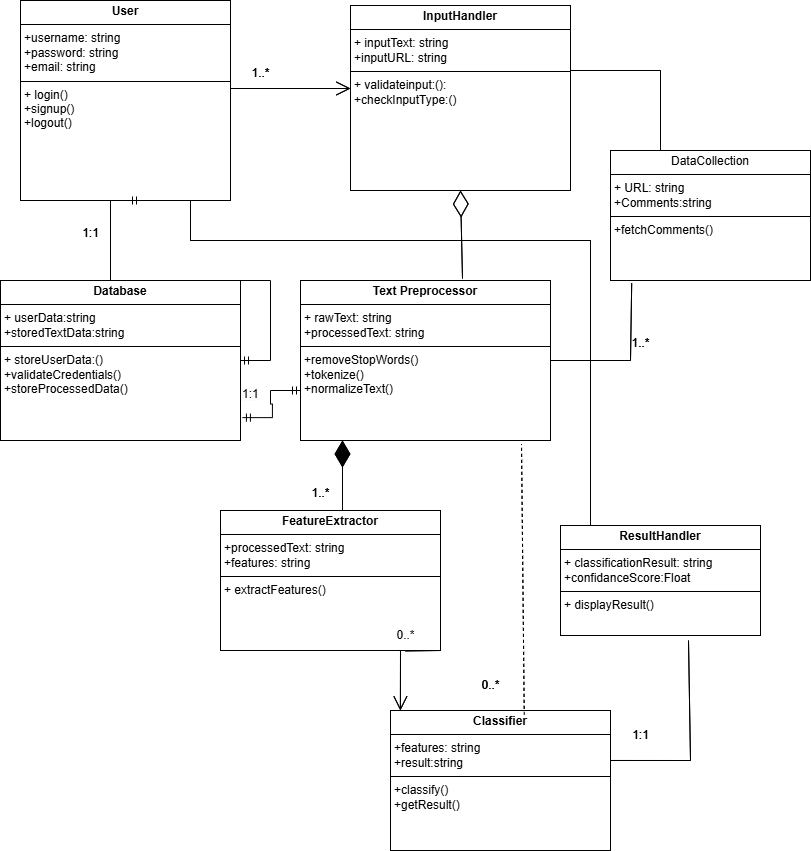 User
+username: string
+password: string
+email: string
+ login()
+signup()
+logout()
1..*
InputHandler
+ inputText: string
+inputURL: string
+ validateinput:():
+checkInputType:()
DataCollection
+ URL: string
+Comments:string
+fetchComments()
1:1
Database
+ userData:string
+storedTextData:string
+ storeUserData:()
+validateCredentials()
+storeProcessedData()
1:1
Text Preprocessor
+ rawText: string
+processedText: string
+removeStopWords()
+tokenize()
+normalizeText()
1..*
1..*
FeatureExtractor
+processedText: string
+features: string
+ extractFeatures()
0..*
ResultHandler
+ classificationResult: string
+confidanceScore:Float
+ displayResult()
0..*
Classifier
+features: string
+result:string
+classify()
+getResult()
1:1